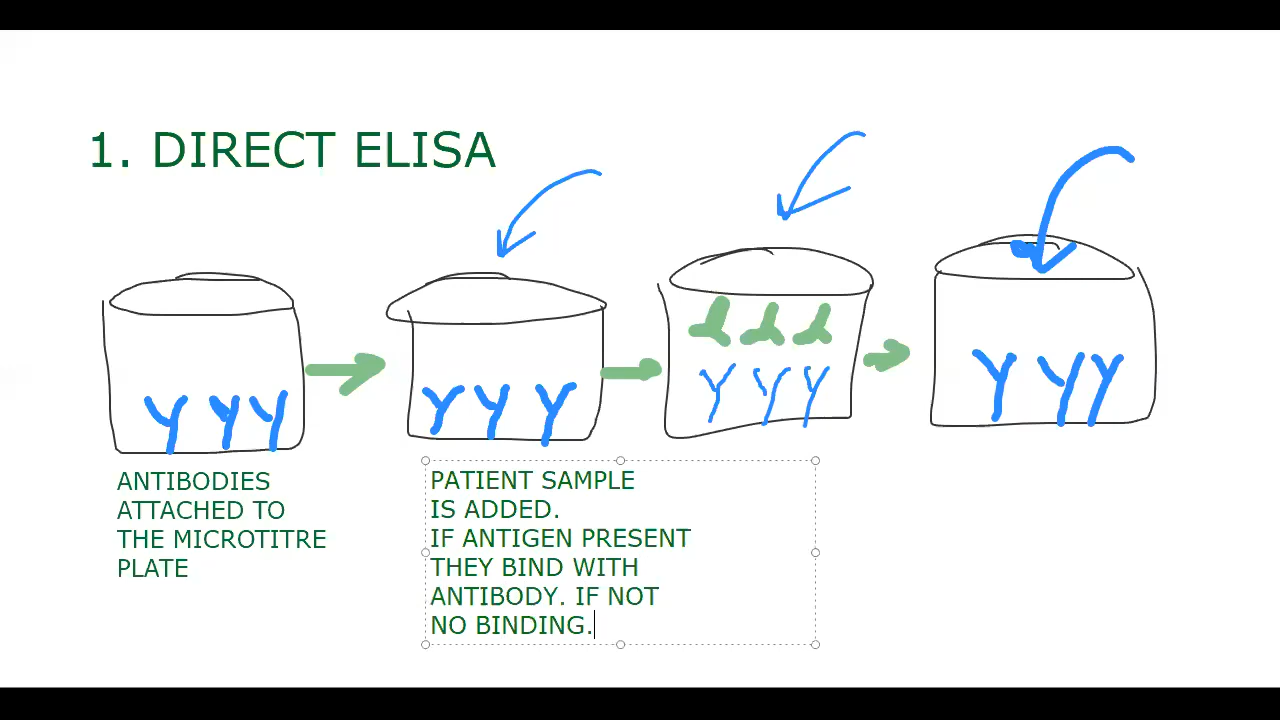 1. DIRECT ELISA
ANTIBODIES
ATTACHED TO
THE MICROTITRE
PLATE
PATIENT SAMPLE
IS ADDED.
IF ANTIGEN PRESENT
THEY BIND WITH
ANTIBODY. IF NOT
NO BINDING.